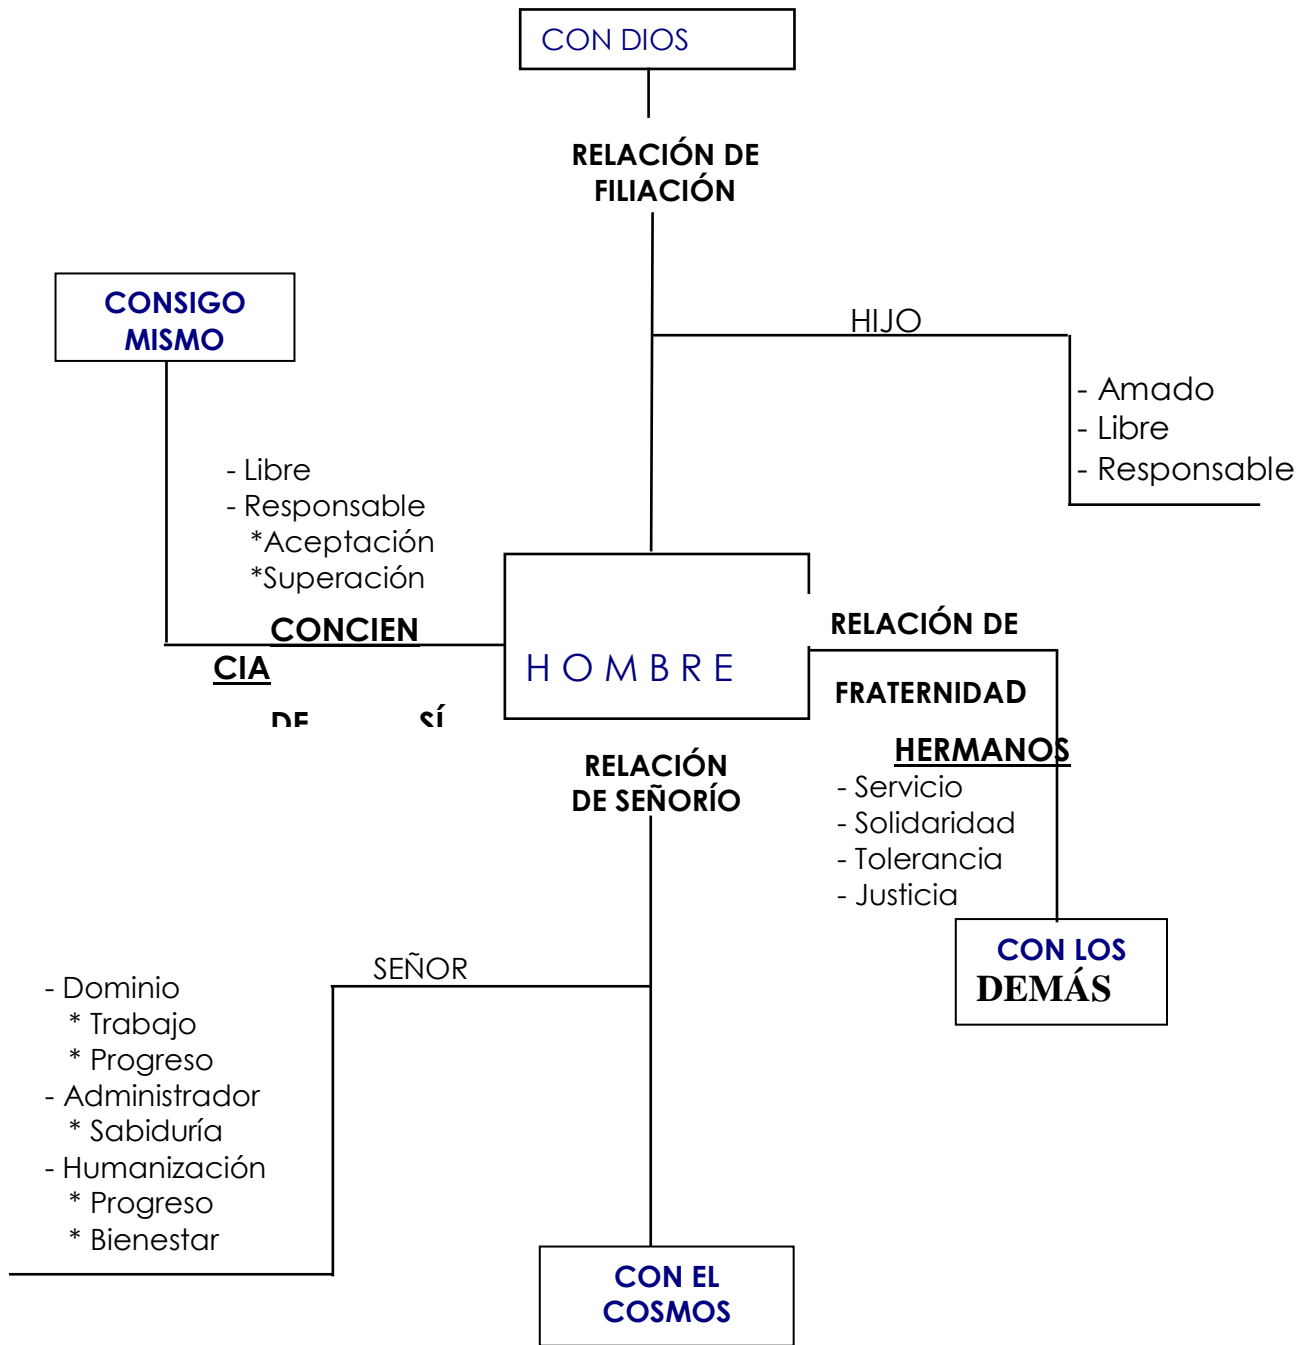 CON DIOS
RELACIÓN DE
FILIACIÓN
CONSIGO
MISMO
HIJO
- Amado
- Libre
- Responsable
- Libre
- Responsable
*Aceptación
*Superación
CONCIEN
CIA
DE SÍ
H O M B R E
RELACIÓN DE
FRATERNIDAD
HERMANOS
- Servicio
- Solidaridad
- Tolerancia
- Justicia
CON LOS
DEMÁS
RELACIÓN
DE SEÑORÍO
SEÑOR
- Dominio
* Trabajo
* Progreso
- Administrador
* Sabiduría
- Humanización
* Progreso
* Bienestar
CON EL
COSMOS